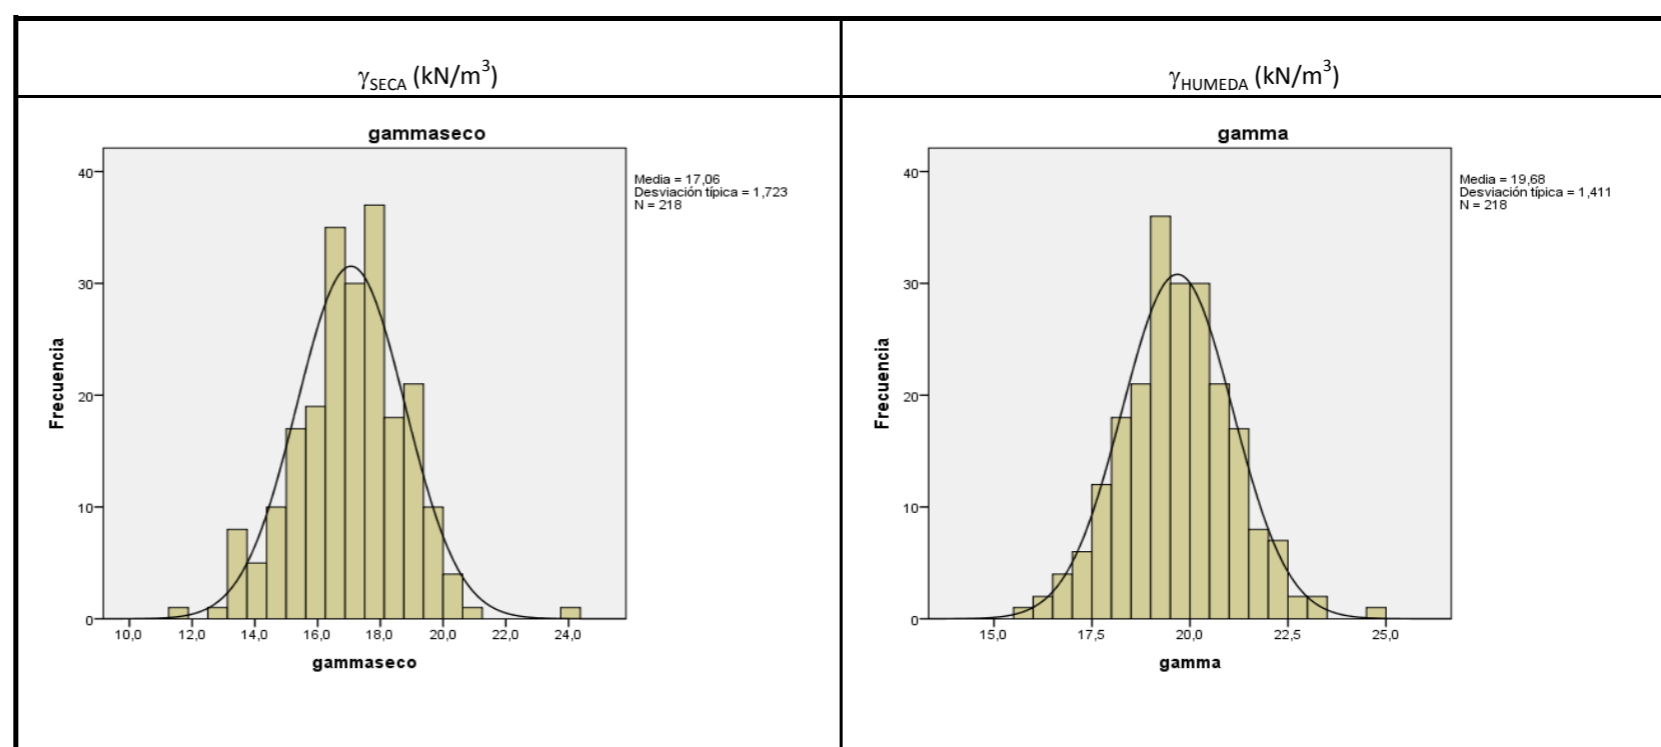 γSECA (kN/m³)
γHUMEDA (kN/m³)
gammaseco
40
30
20
10
0
Frecuencia
10,0 12,0 14,0 16,0 18,0 20,0 22,0 24,0
gammaseco
Media = 17,06
Desviación típica = 1,723
N = 218
gamma
40
30
20
10
0
Frecuencia
15,0 17,5 20,0 22,5 25,0
gamma
Media = 19,68
Desviación típica = 1,411
N = 218